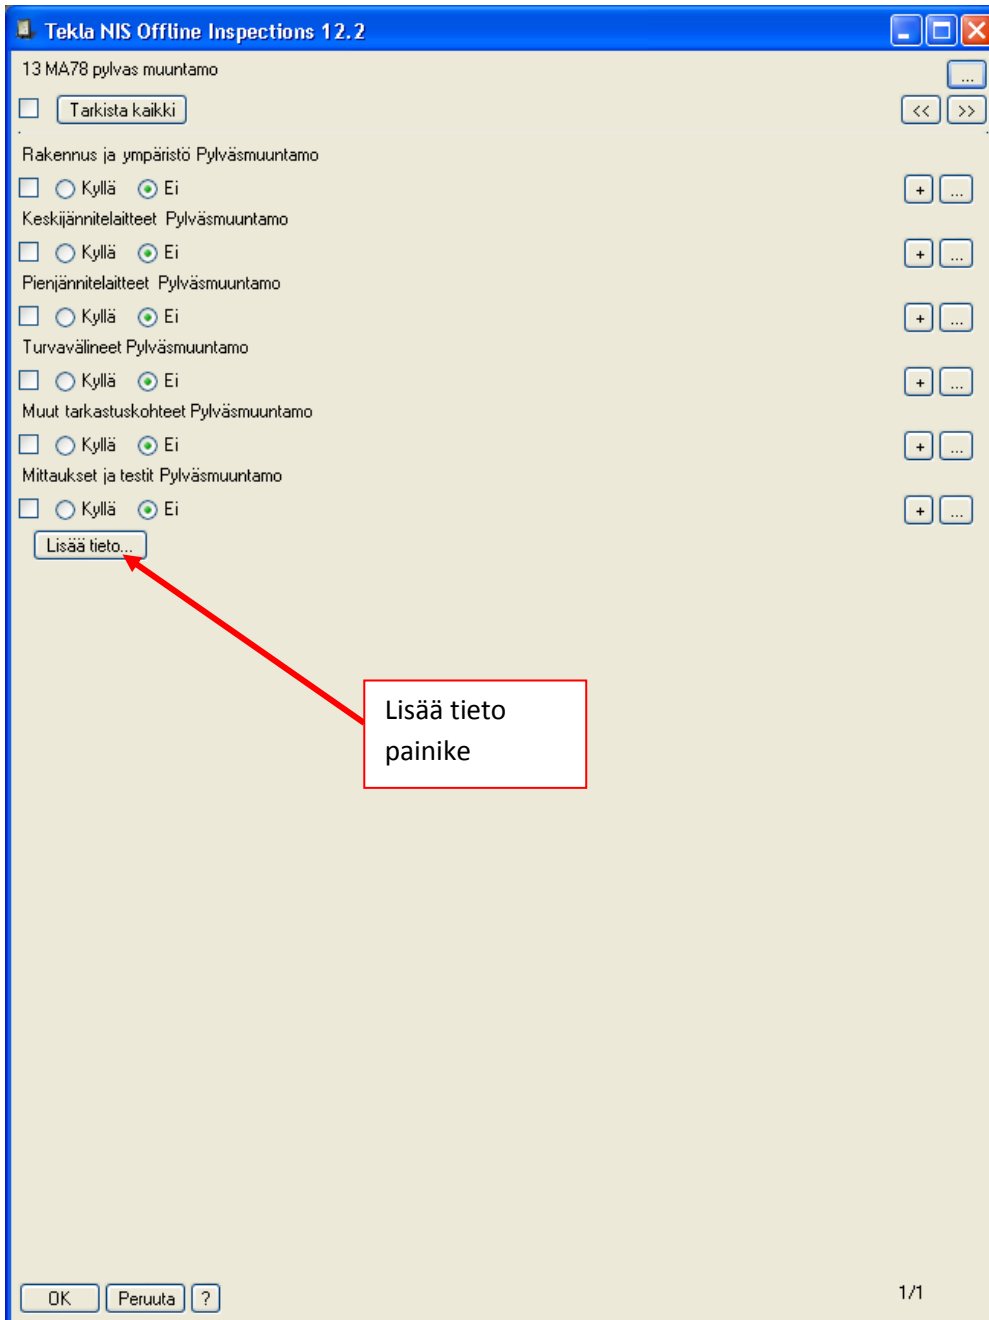 Tekla NIS Offline Inspections 12.2
13 MA78 pylvas muuntamo
...
Tarkista kaikki << >>
Rakennus ja ympäristö Pylväsmuuntamo
Kyllä Ei + ...
Keskijännitelaitteet Pylväsmuuntamo
Kyllä Ei + ...
Pienjännitelaitteet Pylväsmuuntamo
Kyllä Ei + ...
Turvavälineet Pylväsmuuntamo
Kyllä Ei + ...
Muut tarkastuskohteet Pylväsmuuntamo
Kyllä Ei + ...
Mittaukset ja testit Pylväsmuuntamo
Kyllä Ei + ...
Lisää tieto...
Lisää tieto
painike
OK Peruuta ? 1/1